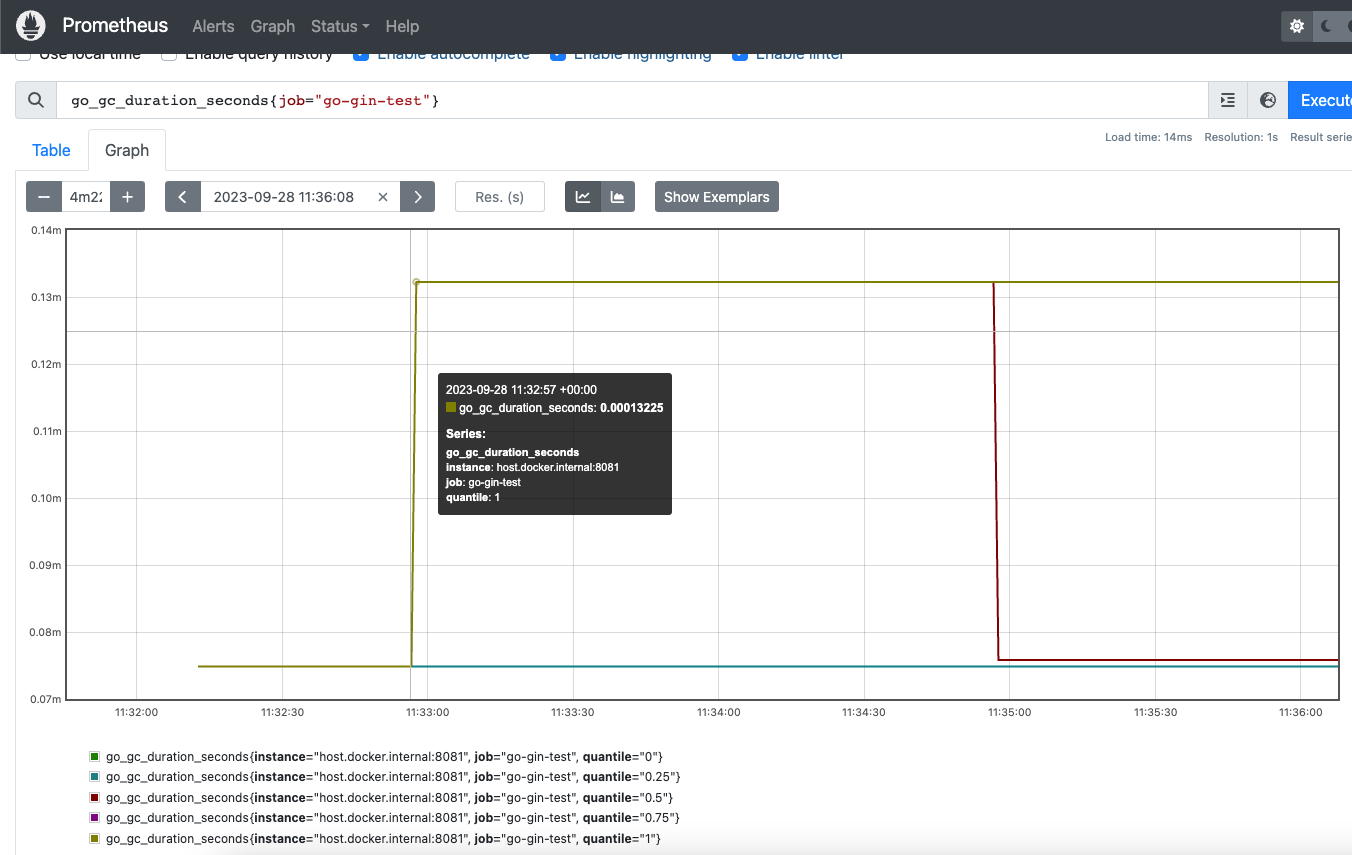 Prometheus Alerts Graph Status Help
Use local time Enable query history Enable autocomplete Enable highlighting Enable linter
go_gc_duration_seconds{job="go-gin-test"} Execute
Table Graph Load time: 14ms Resolution: 1s Result serie
− 4m22 + 2023-09-28 11:36:08 × Res. (s) Show Exemplars
0.14m
0.13m
0.12m
0.11m
0.10m
0.09m
0.08m
0.07m
2023-09-28 11:32:57 +00:00
go_gc_duration_seconds: 0.00013225
Series:
go_gc_duration_seconds
instance: host.docker.internal:8081
job: go-gin-test
quantile: 1
11:32:00 11:32:30 11:33:00 11:33:30 11:34:00 11:34:30 11:35:00 11:35:30 11:36:00
go_gc_duration_seconds{instance="host.docker.internal:8081", job="go-gin-test", quantile="0"}
go_gc_duration_seconds{instance="host.docker.internal:8081", job="go-gin-test", quantile="0.25"}
go_gc_duration_seconds{instance="host.docker.internal:8081", job="go-gin-test", quantile="0.5"}
go_gc_duration_seconds{instance="host.docker.internal:8081", job="go-gin-test", quantile="0.75"}
go_gc_duration_seconds{instance="host.docker.internal:8081", job="go-gin-test", quantile="1"}